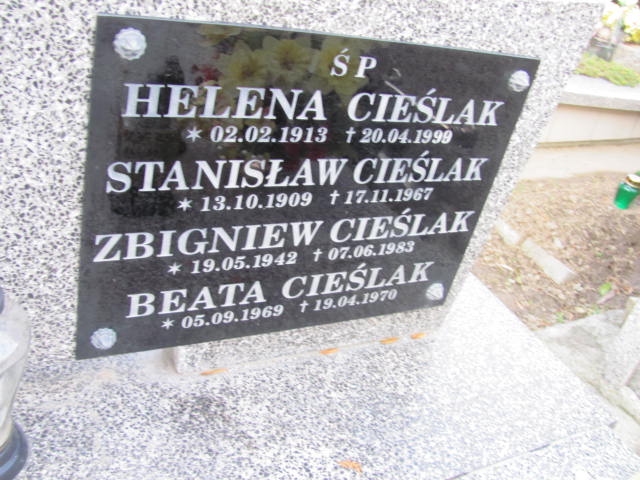 ŚP
HELENA CIEŚLAK
✶ 02.02.1913 † 20.04.1999
STANISŁAW CIEŚLAK
✶ 13.10.1909 † 17.11.1967
ZBIGNIEW CIEŚLAK
✶ 19.05.1942 † 07.06.1983
BEATA CIEŚLAK
✶ 05.09.1969 † 19.04.1970